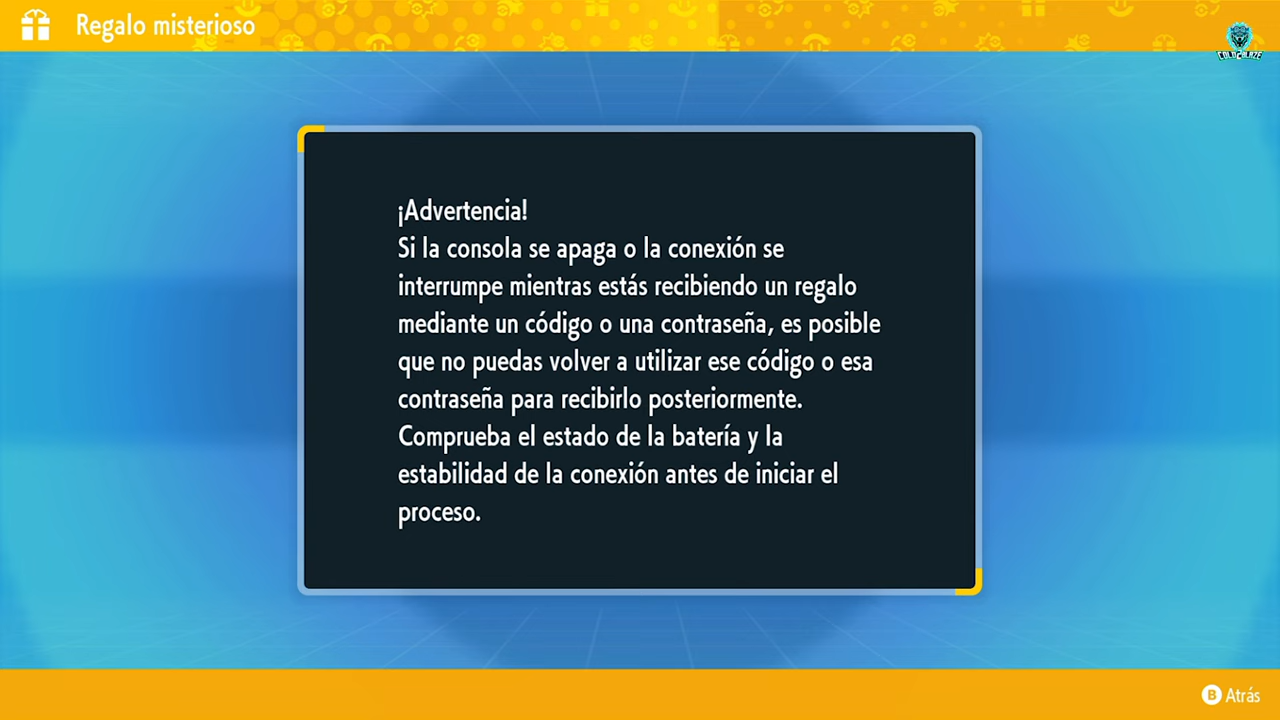 Regalo misterioso
COLD BLAZE
¡Advertencia!
Si la consola se apaga o la conexión se
interrumpe mientras estás recibiendo un regalo
mediante un código o una contraseña, es posible
que no puedas volver a utilizar ese código o esa
contraseña para recibirlo posteriormente.
Comprueba el estado de la batería y la
estabilidad de la conexión antes de iniciar el
proceso.
B Atrás